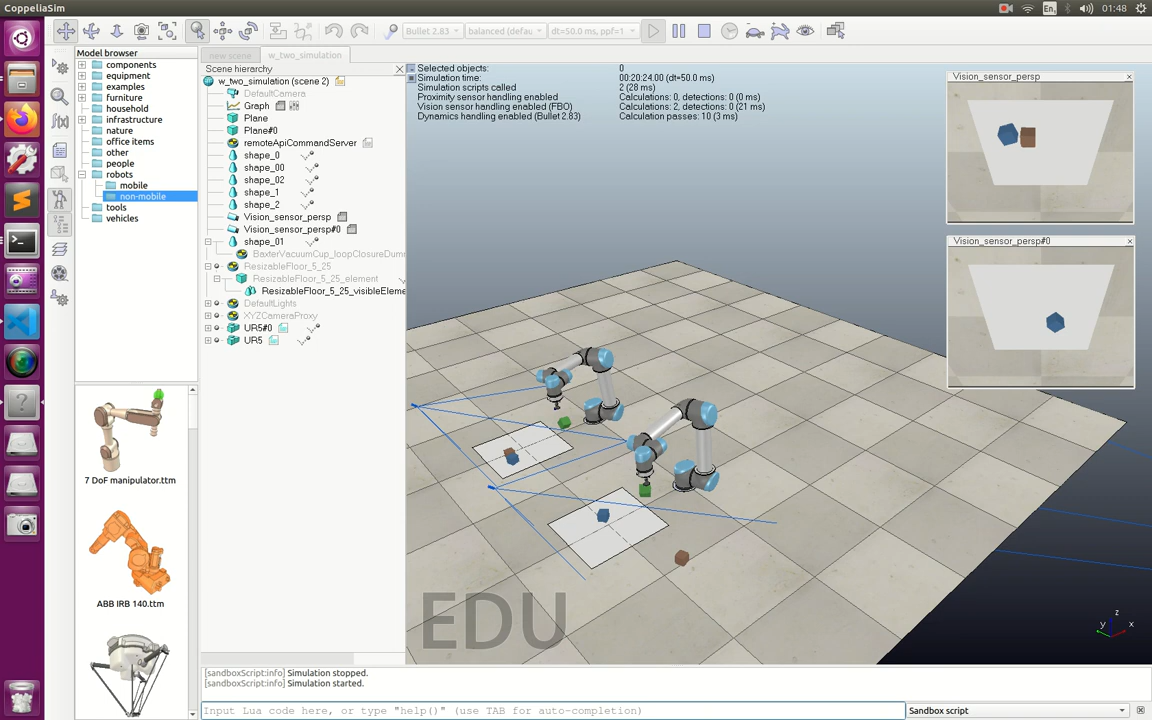 CoppeliaSim
En
01:48
Bullet 2.83
balanced (defau
dt=50.0 ms, ppf=1
Model browser
components
equipment
examples
furniture
household
infrastructure
nature
office items
other
people
robots
mobile
non-mobile
tools
vehicles
7 DoF manipulator.ttm
ABB IRB 140.ttm
new scene
w_two_simulation
Scene hierarchy
w_two_simulation (scene 2)
DefaultCamera
Graph
Plane
Plane#0
remoteApiCommandServer
shape_0
shape_00
shape_02
shape_1
shape_2
Vision_sensor_persp
Vision_sensor_persp#0
shape_01
BaxterVacuumCup_loopClosureDum
ResizableFloor_5_25
ResizableFloor_5_25_element
ResizableFloor_5_25_visibleEleme
DefaultLights
XYZCameraProxy
UR5#0
UR5
Selected objects: 0
Simulation time: 00:20:24.00 (dt=50.0 ms)
Simulation scripts called 2 (28 ms)
Proximity sensor handling enabled Calculations: 0, detections: 0 (0 ms)
Vision sensor handling enabled (FBO) Calculations: 2, detections: 0 (21 ms)
Dynamics handling enabled (Bullet 2.83) Calculation passes: 10 (3 ms)
Vision_sensor_persp
Vision_sensor_persp#0
EDU
z
y
x
[sandboxScript:info] Simulation stopped.
[sandboxScript:info] Simulation started.
Input Lua code here, or type "help()" (use TAB for auto-completion)
Sandbox script